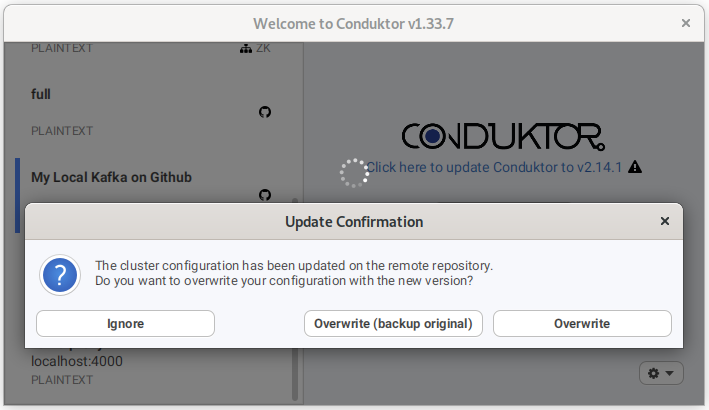 Welcome to Conduktor v1.33.7
PLAINTEXT
ZK
full
PLAINTEXT
My Local Kafka on Github
CONDUKTOR
Click here to update Conduktor to v2.14.1
Update Confirmation
The cluster configuration has been updated on the remote repository.
Do you want to overwrite your configuration with the new version?
Ignore
Overwrite (backup original)
Overwrite
localhost:4000
PLAINTEXT